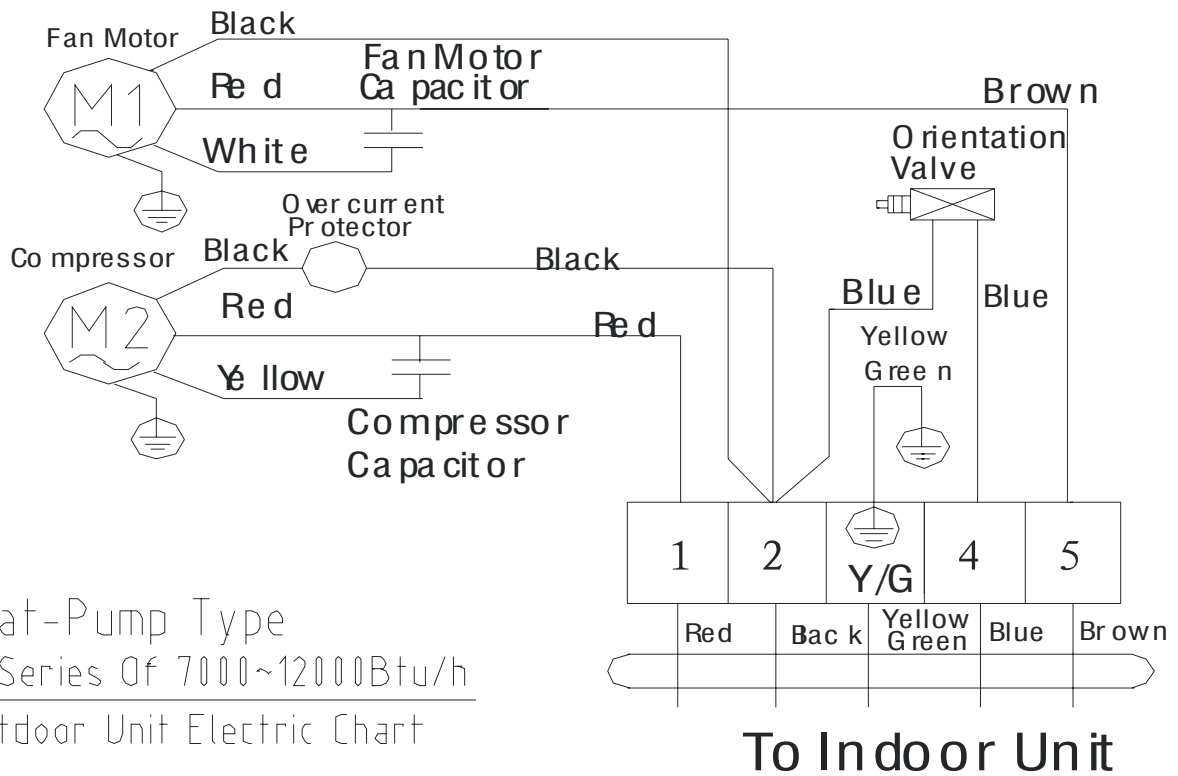 Black
Fan Motor
Fan Motor
Capacitor
M1
Red
Brown
White
Orientation
Valve
Over current
Protector
Compressor
Black
Black
M2
Red
Red
Blue
Blue
Yellow
Green
Yellow
Compressor
Capacitor
1
2
Y/G
4
5
Red
Back
Yellow
Green
Blue
Brown
at-Pump Type
Series Of 7000~12000Btu/h
tdoor Unit Electric Chart
To Indoor Unit